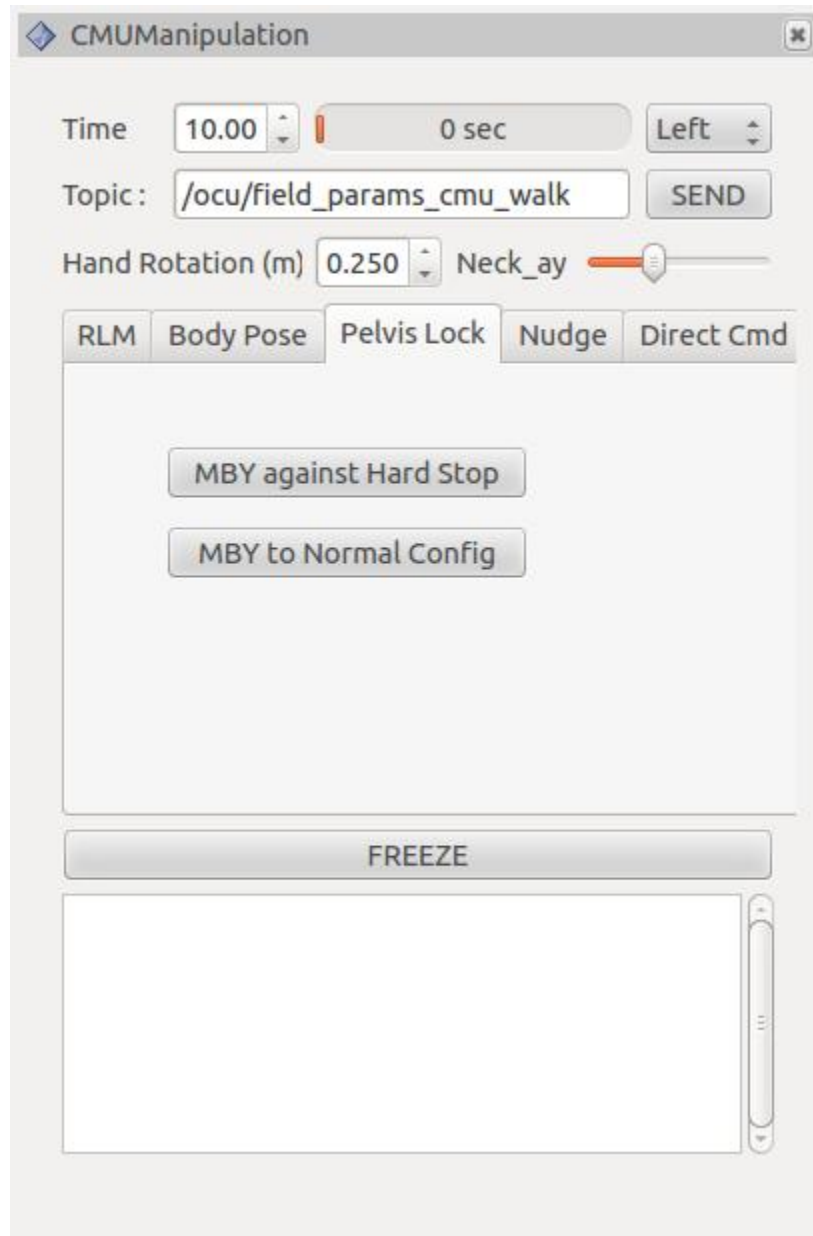 CMUManipulation
Time 10.00 0 sec Left
Topic: /ocu/field_params_cmu_walk SEND
Hand Rotation (m) 0.250 Neck_ay
RLM Body Pose Pelvis Lock Nudge Direct Cmd
MBY against Hard Stop
MBY to Normal Config
FREEZE